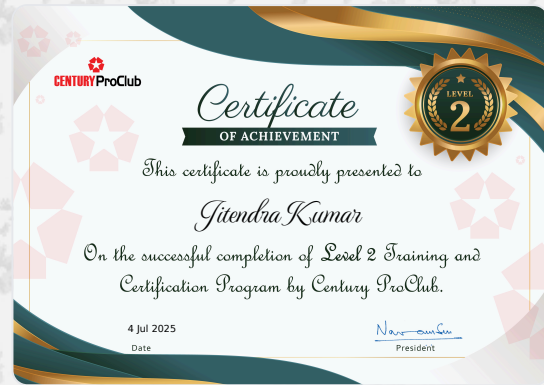 CENTURY ProClub
Certificate
OF ACHIEVEMENT
LEVEL
2
This certificate is proudly presented to
Jitendra Kumar
On the successful completion of Level 2 Training and
Certification Program by Century ProClub.
4 Jul 2025
Date
President